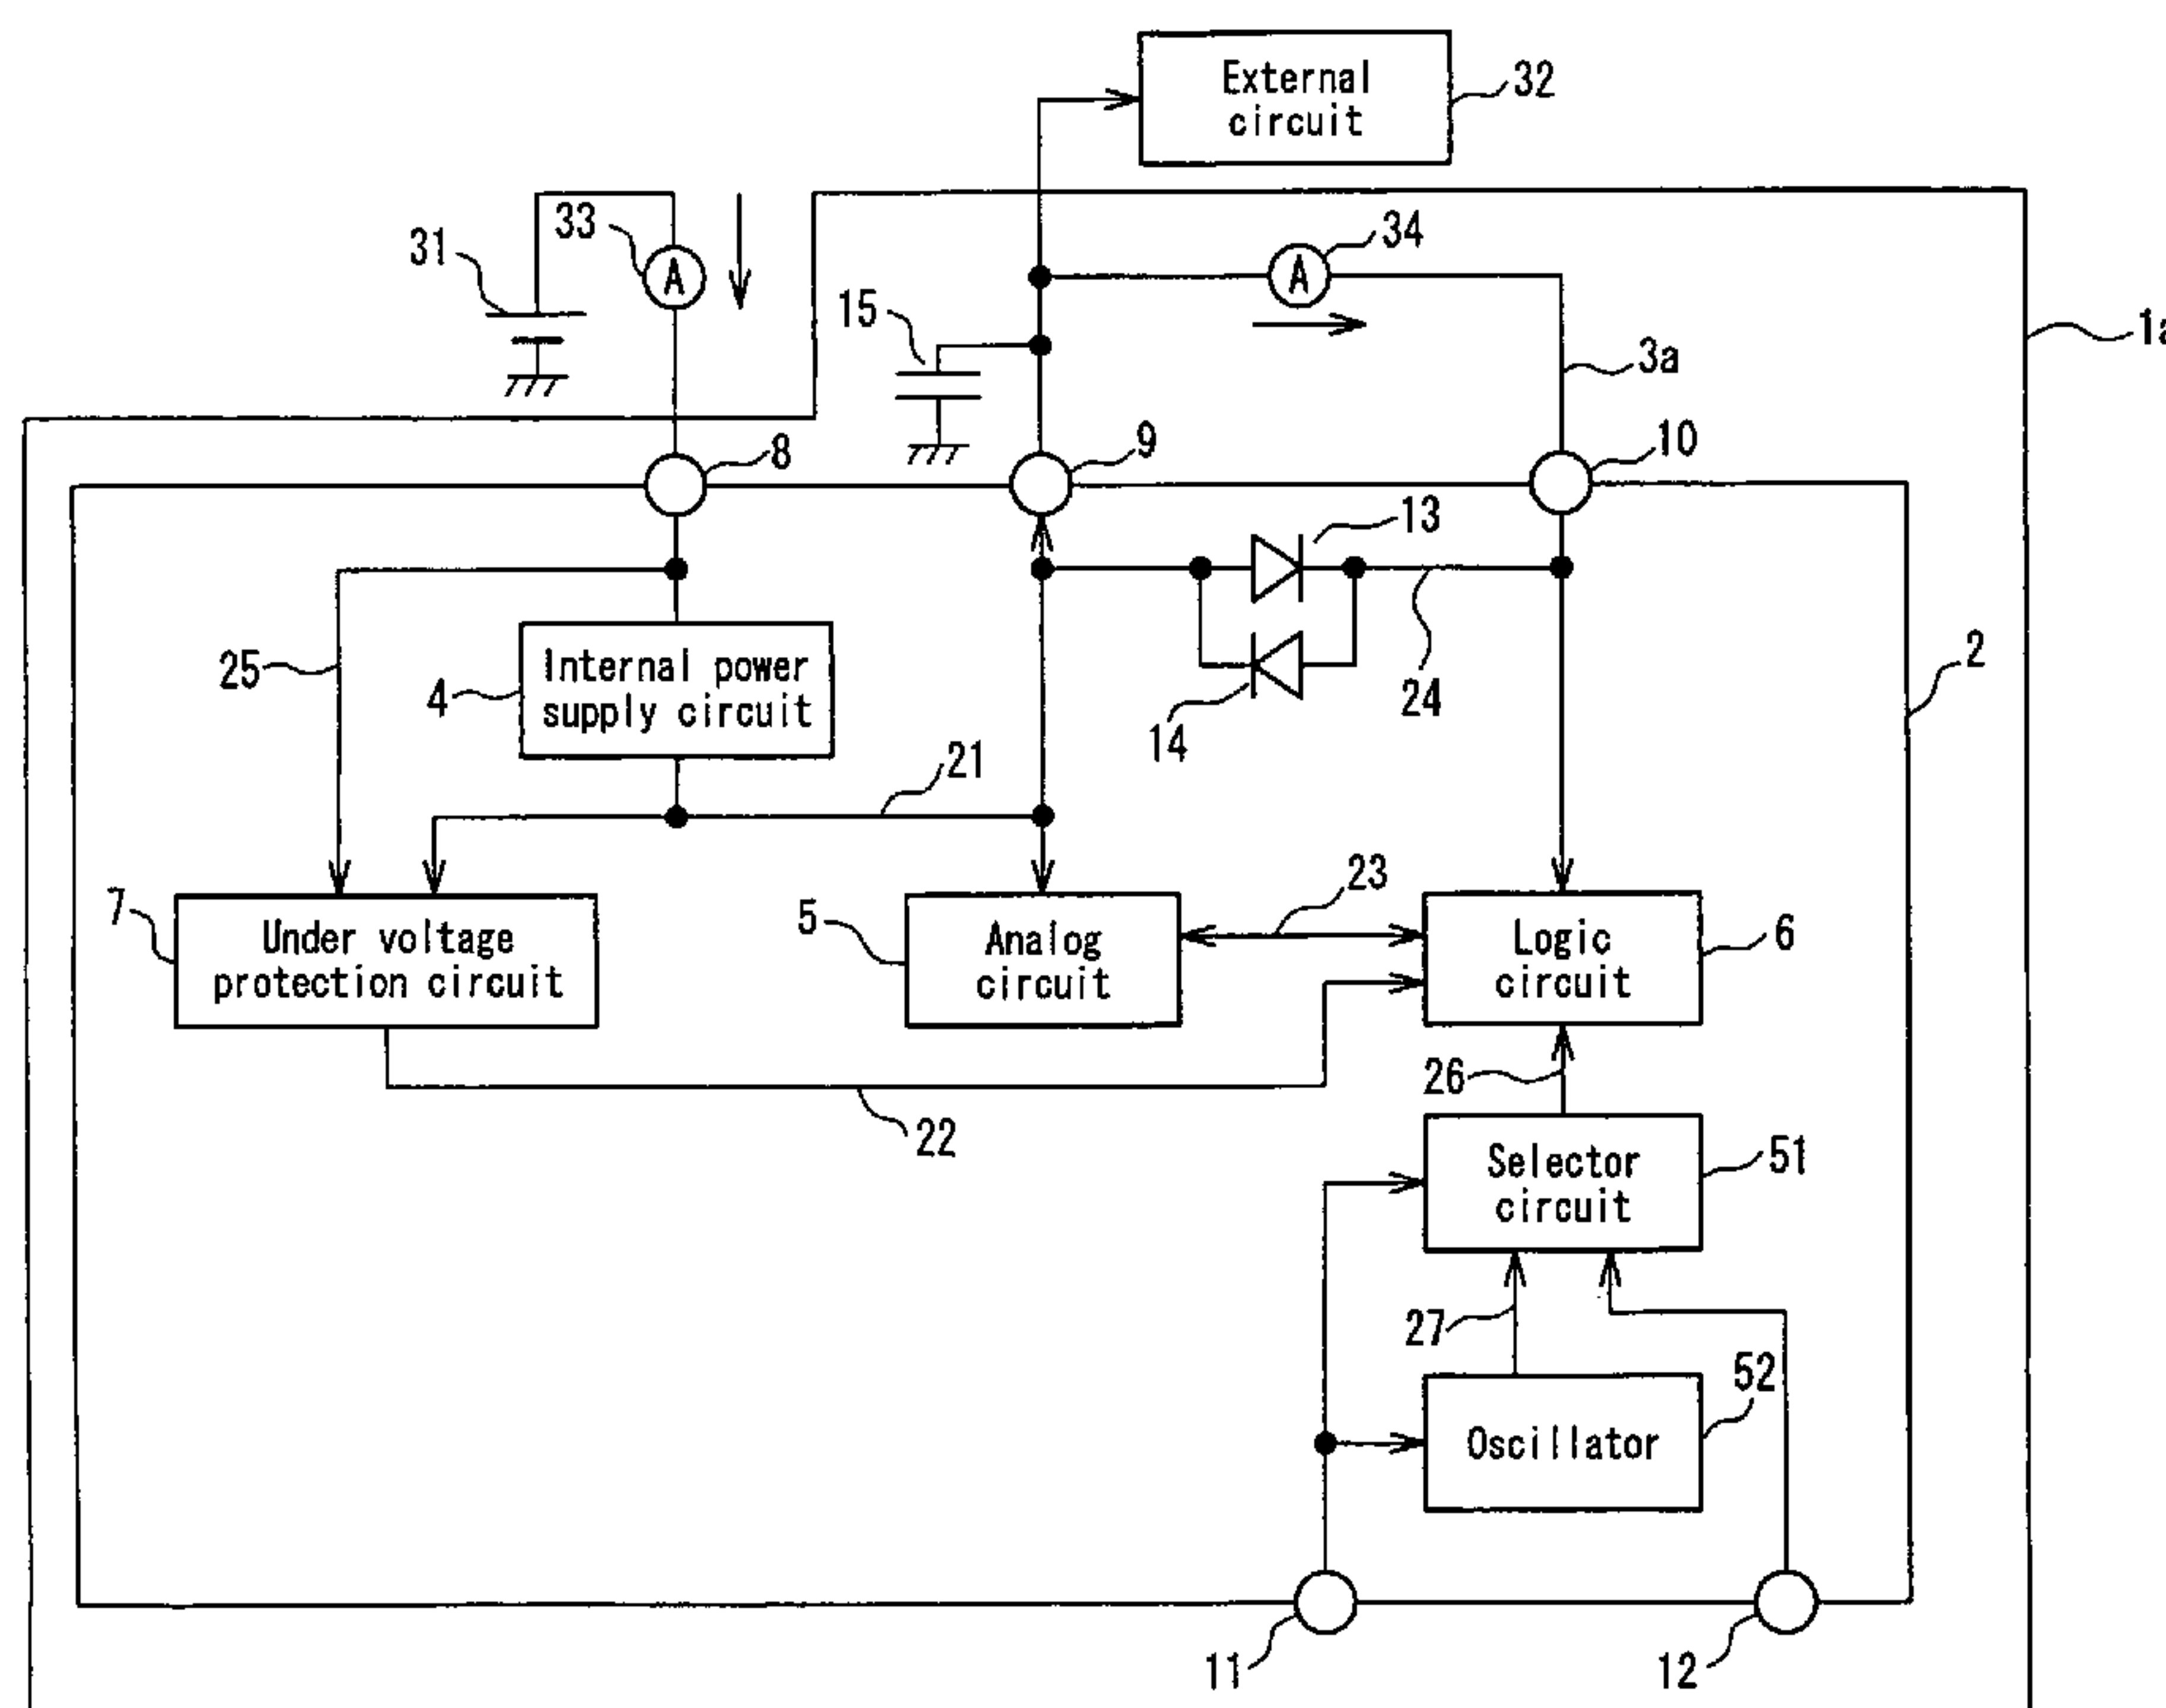 External
circuit
32
33
34
31
15
1a
3a
8
9
10
13
25
Internal power
supply circuit
4
14
24
2
21
7
Under voltage
protection circuit
5
Analog
circuit
23
Logic
circuit
6
A
A
22
26
Selector
circuit
51
27
52
Oscillator
11
12